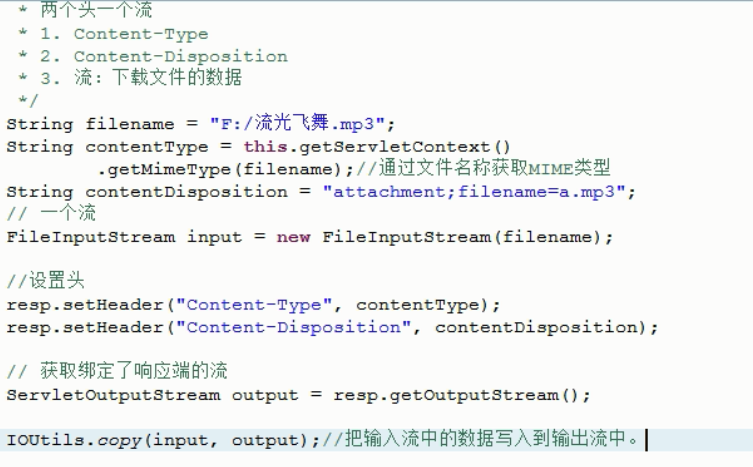 * 两个头一个流
* 1. Content-Type
* 2. Content-Disposition
* 3. 流：下载文件的数据
*/
String filename = "F:/流光飞舞.mp3";
String contentType = this.getServletContext()
.getMimeType(filename);//通过文件名称获取MIME类型
String contentDisposition = "attachment;filename=a.mp3";
// 一个流
FileInputStream input = new FileInputStream(filename);
//设置头
resp.setHeader("Content-Type", contentType);
resp.setHeader("Content-Disposition", contentDisposition);
// 获取绑定了响应端的流
ServletOutputStream output = resp.getOutputStream();
IOUtils.copy(input, output);//把输入流中的数据写入到输出流中。